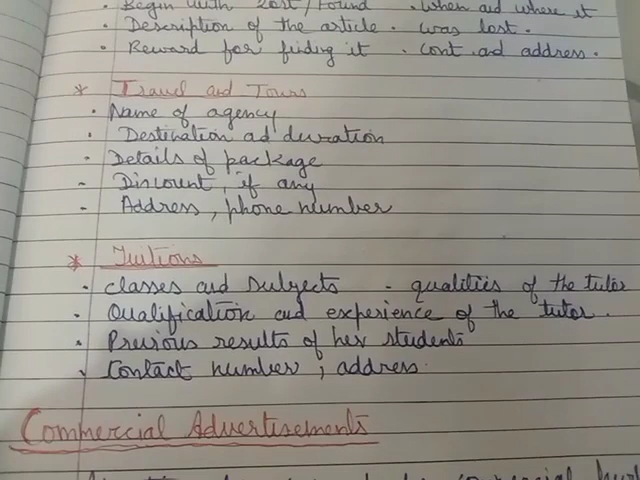 · Begin with Lost/Found · When ad where it
· Description of the article · was lost.
· Reward for fidig it · Cont ad address.
* Travel and Tours
· Name of agency
· Destination ad duration
· Details of package
- Discount, if any
- Address, phone number
* Tuitions
· Classes and Subjects · qualities of the tutor
· Qualification and experience of the tutor.
· Previous results of her students
· Contact number, address.
Commercial Advertisements